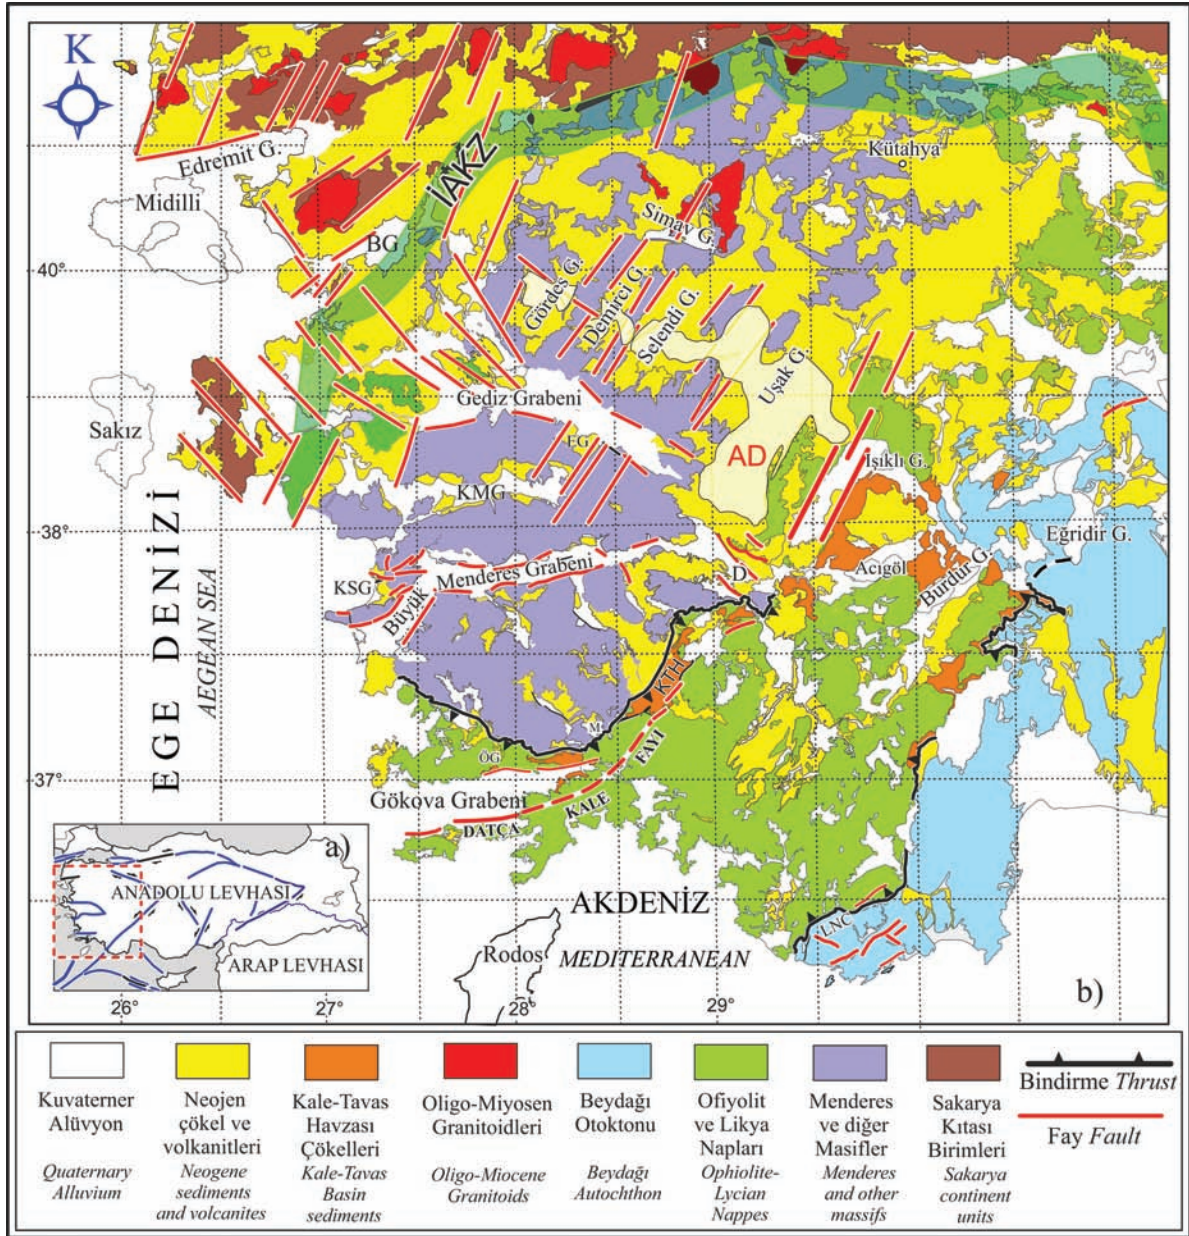 K
Edremit G.
Midilli
İAKZ
BG
Kütahya
Simav G.
40°
Gördes G.
Demirci G.
Selendi G.
Uşak G.
Gediz Grabeni
Sakız
EG
AD
Işıklı G.
KMG
38°
EGE DENİZİ
AEGEAN SEA
Eğridir G.
KSG
Büyük Menderes Grabeni
D
Acıgöl
Burdur G.
KTH
M
ÖG
37°
Gökova Grabeni
DATÇA
KALE
FAYI
a)
ANADOLU LEVHASI
ARAP LEVHASI
AKDENİZ
MEDITERRANEAN
Rodos
LNC
b)
26°
27°
28°
29°
Kuvaterner
Alüvyon
Quaternary
Alluvium
Neojen
çökel ve
volkanitleri
Neogene
sediments
and volcanites
Kale-Tavas
Havzası
Çökelleri
Kale-Tavas
Basin
sediments
Oligo-Miyosen
Granitoidleri
Oligo-Miocene
Granitoids
Beydağı
Otoktonu
Beydağı
Autochthon
Ofiyolit
ve Likya
Napları
Ophiolite-
Lycian
Nappes
Menderes
ve diğer
Masifler
Menderes
and other
massifs
Sakarya
Kıtası
Birimleri
Sakarya
continent
units
Bindirme Thrust
Fay Fault